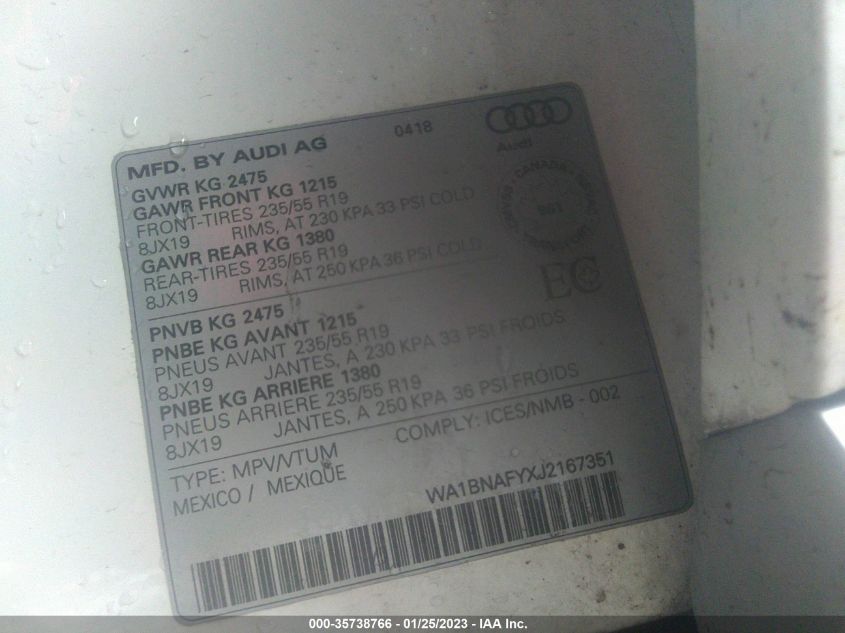 MFD. BY AUDI AG 0418
Audi
GVWR KG 2475
GAWR FRONT KG 1215
FRONT-TIRES 235/55 R19
8JX19 RIMS, AT 230 KPA 33 PSI COLD
GAWR REAR KG 1380
REAR-TIRES 235/55 R19
8JX19 RIMS, AT 250 KPA 36 PSI COLD
CANADA
EC
PNVB KG 2475
PNBE KG AVANT 1215
PNEUS AVANT 235/55 R19
8JX19 JANTES, A 230 KPA 33 PSI FROIDS
PNBE KG ARRIERE 1380
PNEUS ARRIERE 235/55 R19
8JX19 JANTES, A 250 KPA 36 PSI FROIDS
TYPE: MPV/VTUM COMPLY: ICES/NMB - 002
MEXICO / MEXIQUE
WA1BNAFYXJ2167351
000-35738766 - 01/25/2023 - IAA Inc.